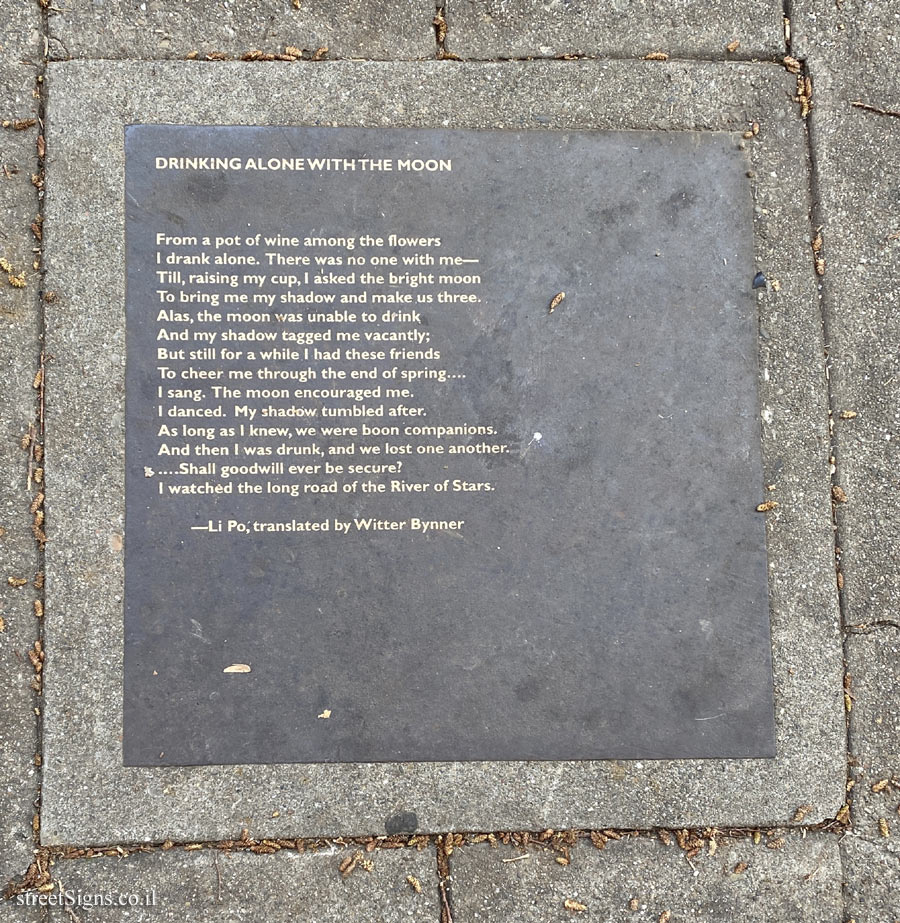 DRINKING ALONE WITH THE MOON
From a pot of wine among the flowers
I drank alone. There was no one with me—
Till, raising my cup, I asked the bright moon
To bring me my shadow and make us three.
Alas, the moon was unable to drink
And my shadow tagged me vacantly;
But still for a while I had these friends
To cheer me through the end of spring....
I sang. The moon encouraged me.
I danced. My shadow tumbled after.
As long as I knew, we were boon companions.
And then I was drunk, and we lost one another.
....Shall goodwill ever be secure?
I watched the long road of the River of Stars.
—Li Po, translated by Witter Bynner
streetSigns.co.il